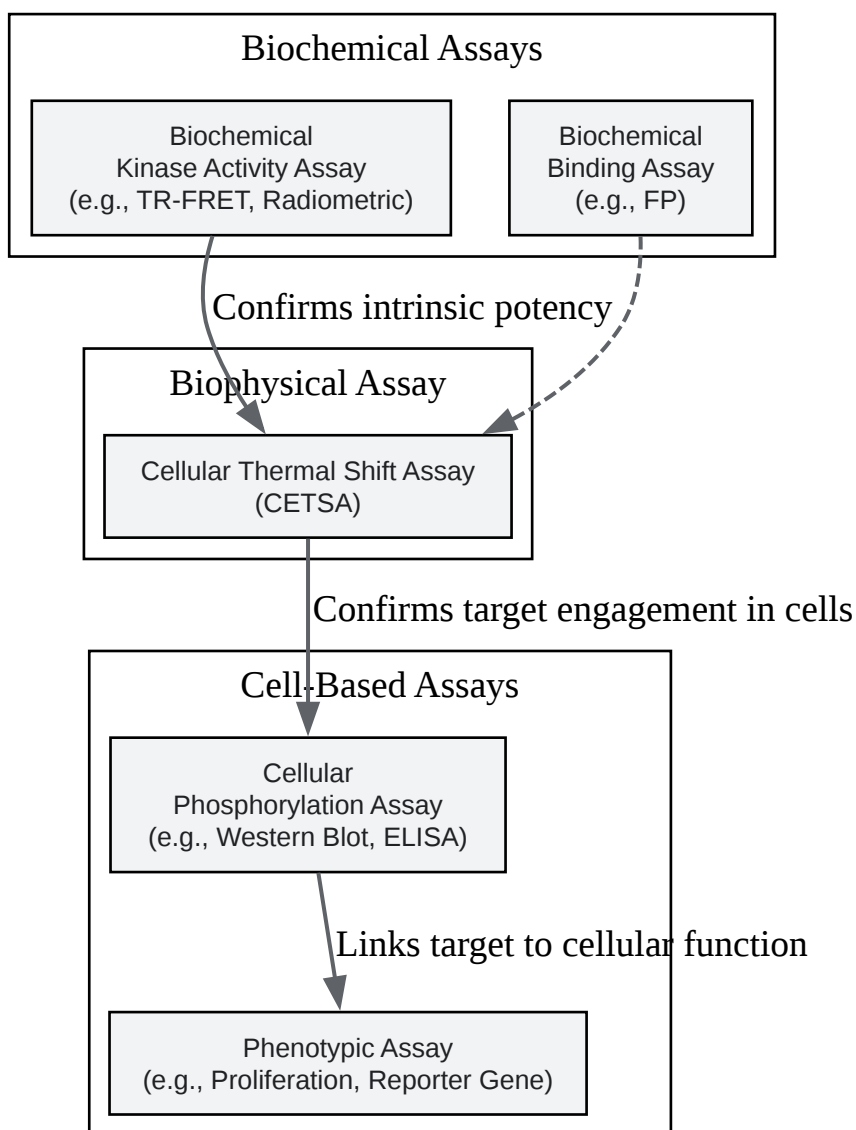 Biochemical Assays
Biochemical
Kinase Activity Assay
(e.g., TR-FRET, Radiometric)
Biochemical
Binding Assay
(e.g., FP)
Confirms intrinsic potency
Biophysical Assay
Cellular Thermal Shift Assay
(CETSA)
Confirms target engagement in cells
Cell-Based Assays
Cellular
Phosphorylation Assay
(e.g., Western Blot, ELISA)
Links target to cellular function
Phenotypic Assay
(e.g., Proliferation, Reporter Gene)